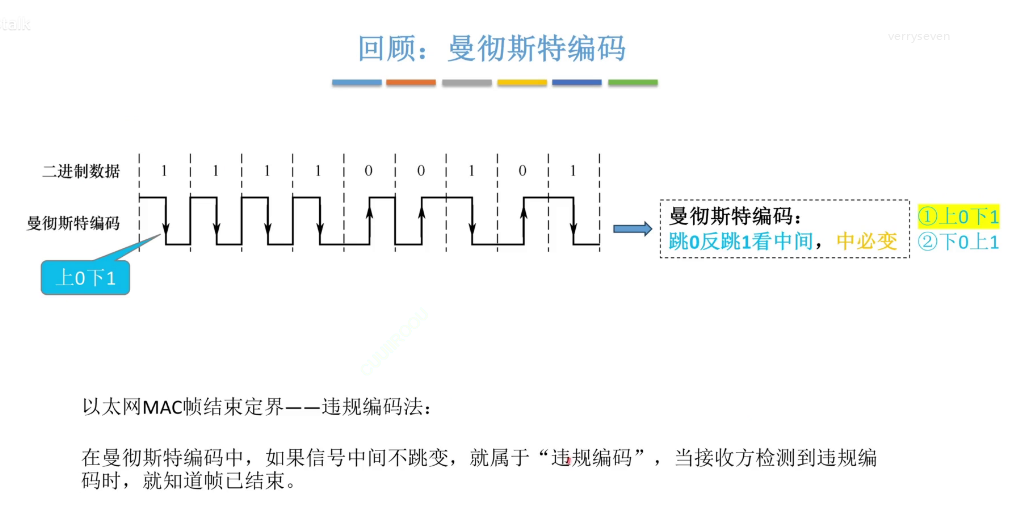 talk
verryseven
回顾：曼彻斯特编码
二进制数据 1 1 1 1 0 0 1 0 1
曼彻斯特编码
上0下1
曼彻斯特编码：
跳0反跳1看中间，中必变
①上0下1
②下0上1
以太网MAC帧结束定界——违规编码法：
在曼彻斯特编码中，如果信号中间不跳变，就属于“违规编码”，当接收方检测到违规编
码时，就知道帧已结束。